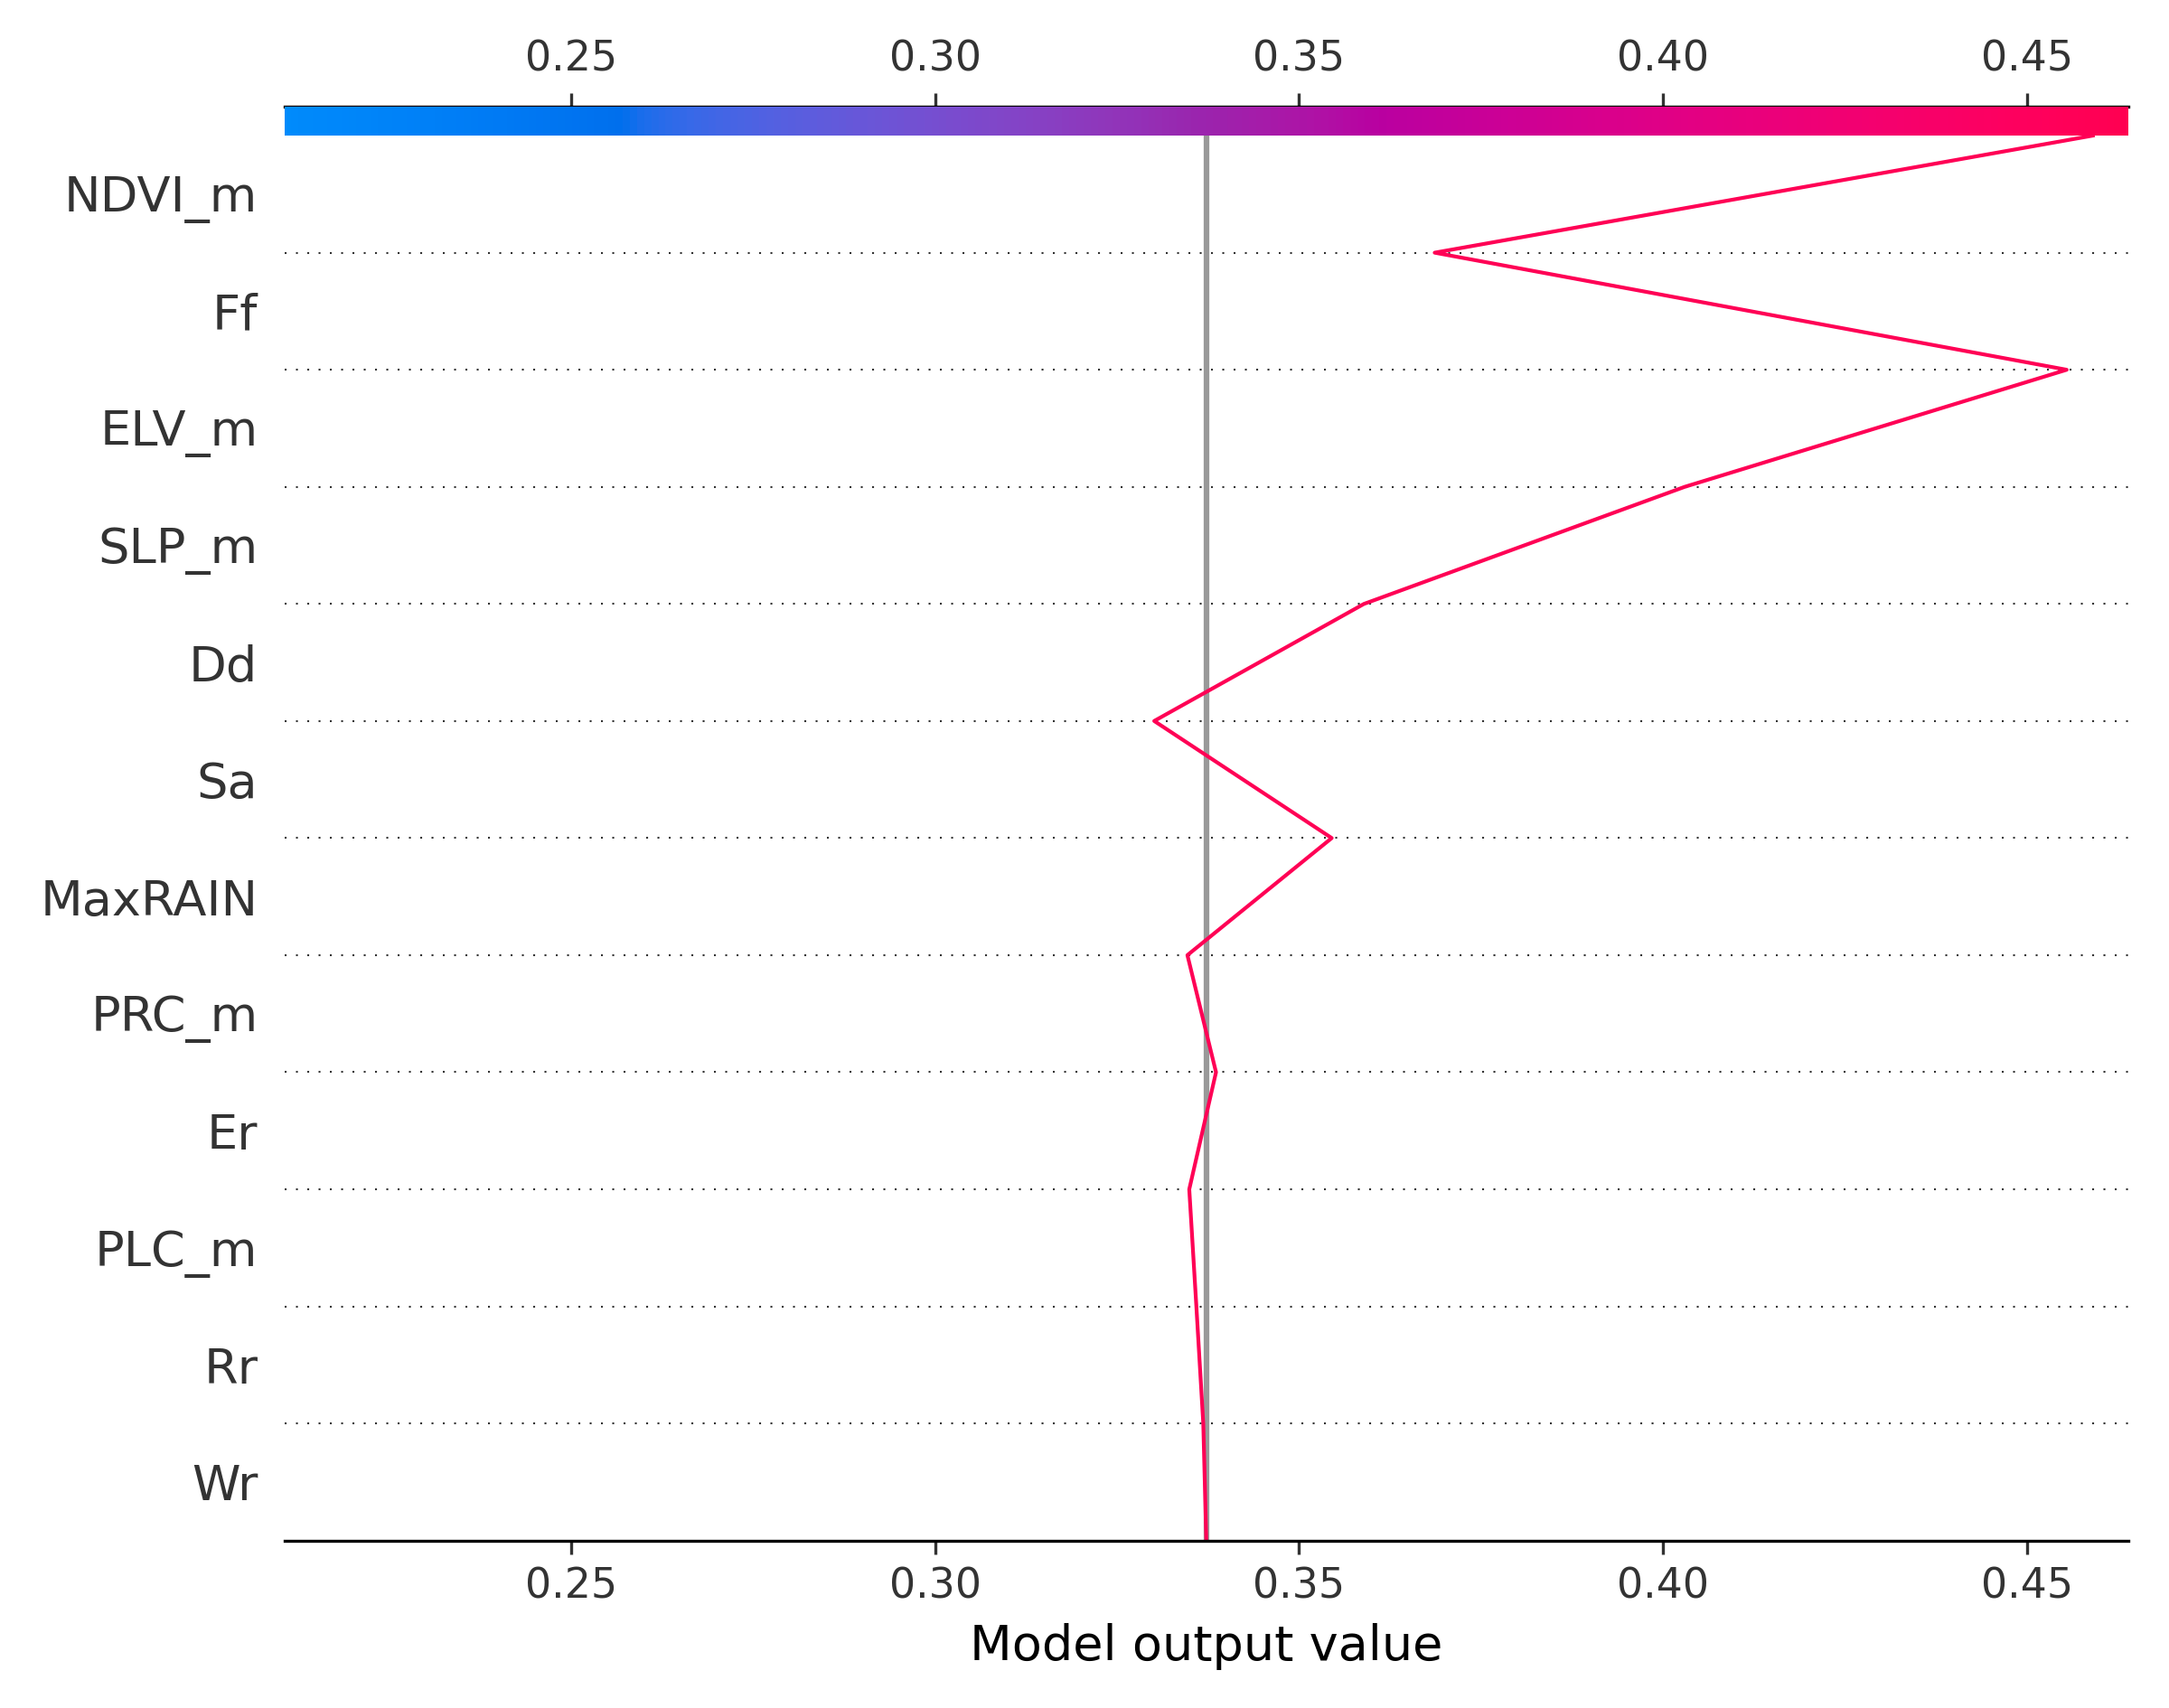 0.25 0.30 0.35 0.40 0.45
NDVI_m
Ff
ELV_m
SLP_m
Dd
Sa
MaxRAIN
PRC_m
Er
PLC_m
Rr
Wr
0.25 0.30 0.35 0.40 0.45
Model output value